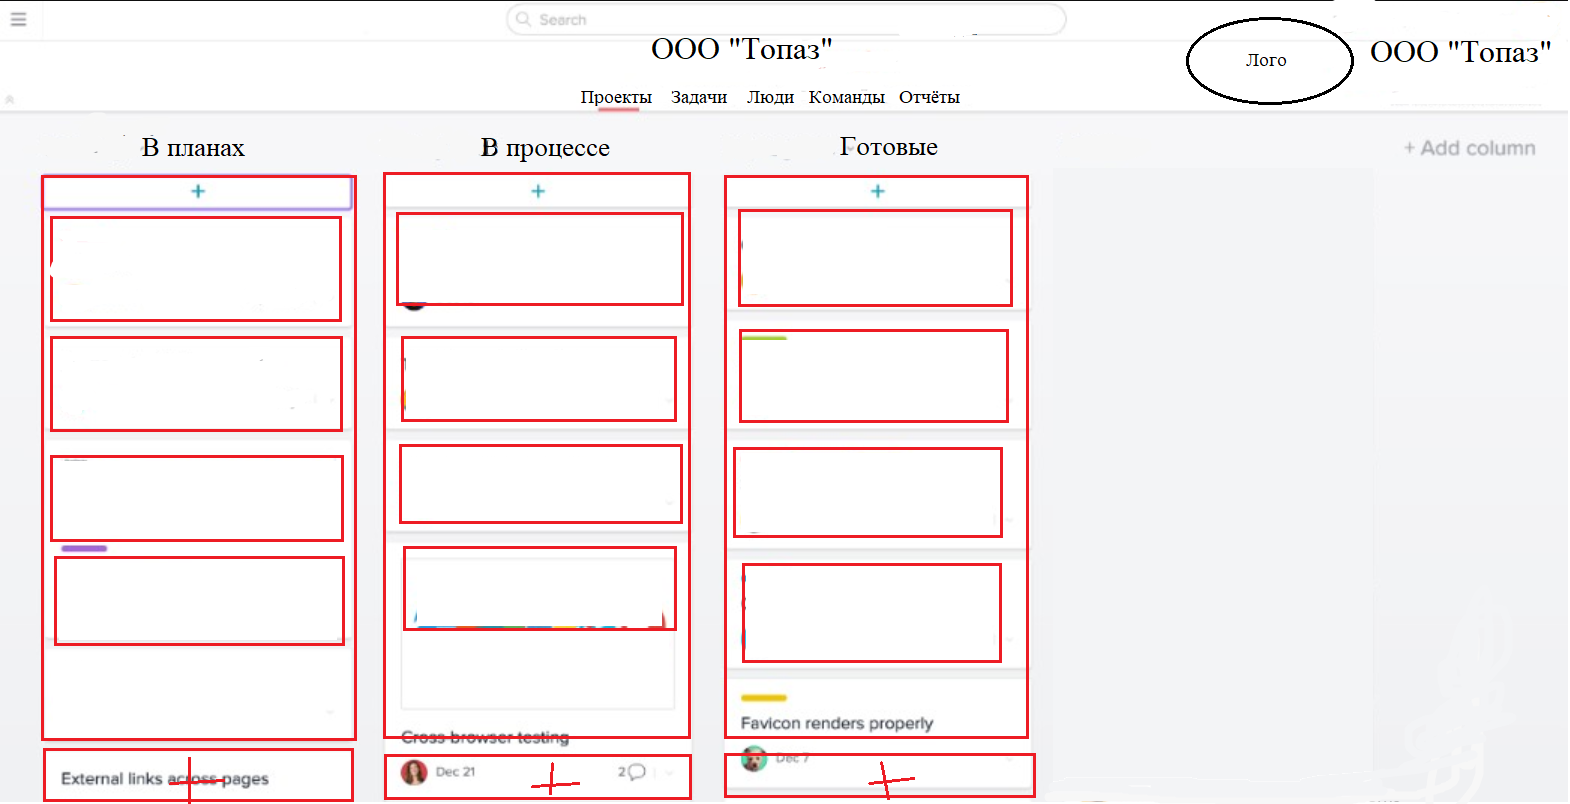 Search
ООО "Топаз"
Лого
ООО "Топаз"
Проекты Задачи Люди Команды Отчёты
В планах
В процессе
Готовые
+ Add column
+
+
+
Favicon renders properly
Dec 7
Cross browser testing
Dec 21
2
External links across pages